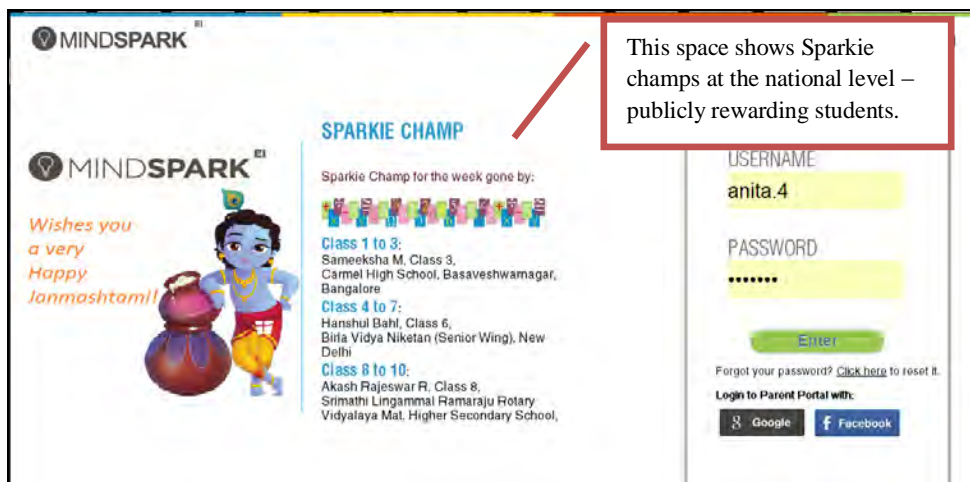 MINDSPARK EI
This space shows Sparkie
champs at the national level –
publicly rewarding students.
SPARKIE CHAMP
MINDSPARK EI
Wishes you
a very
Happy
Janmashtami!
Sparkie Champ for the week gone by:
Class 1 to 3:
Sameeksha M, Class 3,
Carmel High School, Basaveshwarnagar,
Bangalore
Class 4 to 7:
Hanshul Bahl, Class 6,
Birla Vidya Niketan (Senior Wing), New
Delhi
Class 8 to 10:
Akash Rajeswar R, Class 8,
Srimathi Lingammal Ramaraju Rotary
Vidyalaya Mat. Higher Secondary School,
USERNAME
anita.4
PASSWORD
•••••••
Enter
Forgot your password? Click here to reset it.
Login to Parent Portal with:
8 Google
f Facebook